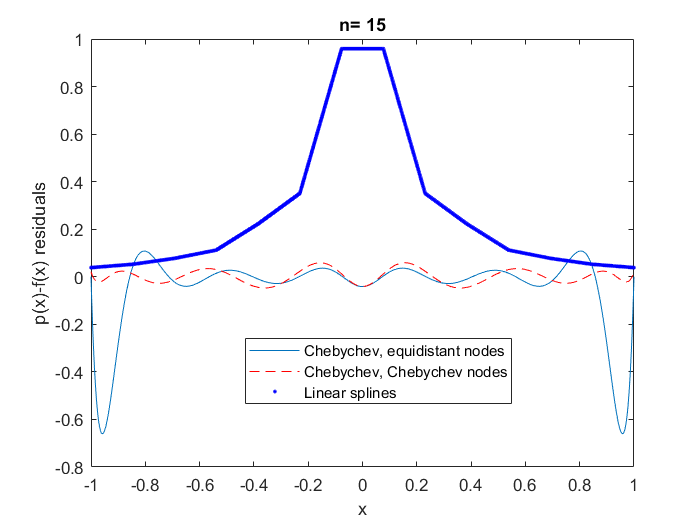 n= 15
1
0.8
0.6
0.4
0.2
0
-0.2
-0.4
-0.6
-0.8
p(x)-f(x) residuals
Chebychev, equidistant nodes
Chebychev, Chebychev nodes
Linear splines
-1 -0.8 -0.6 -0.4 -0.2 0 0.2 0.4 0.6 0.8 1
x